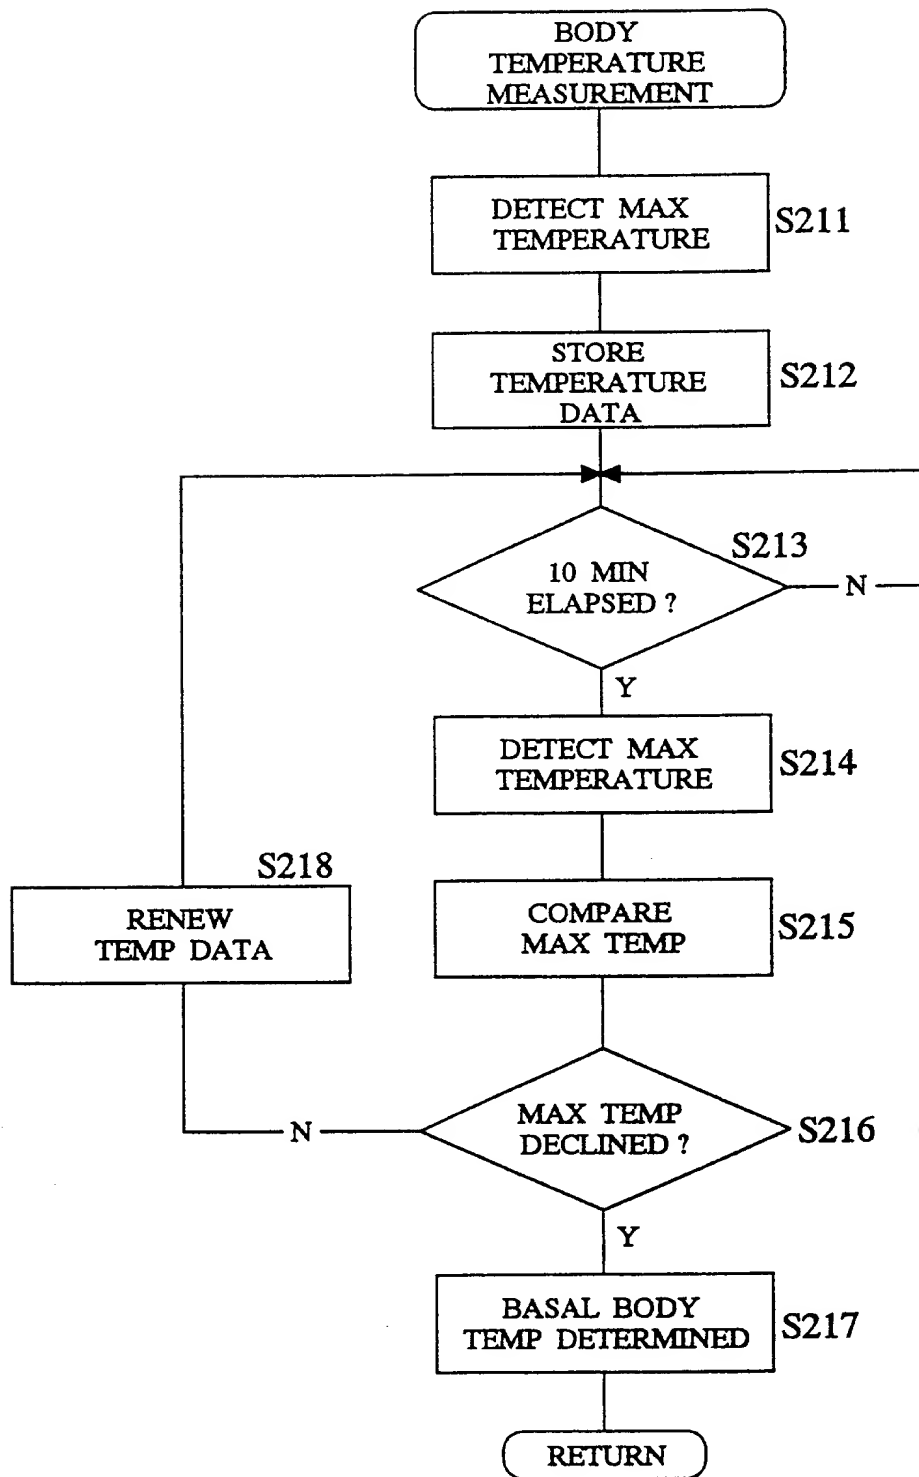 BODY
TEMPERATURE
MEASUREMENT
DETECT MAX
TEMPERATURE
S211
STORE
TEMPERATURE
DATA
S212
S213
10 MIN
ELAPSED ?
N
Y
DETECT MAX
TEMPERATURE
S214
S218
RENEW
TEMP DATA
COMPARE
MAX TEMP
S215
N
MAX TEMP
DECLINED ?
S216
Y
BASAL BODY
TEMP DETERMINED
S217
RETURN